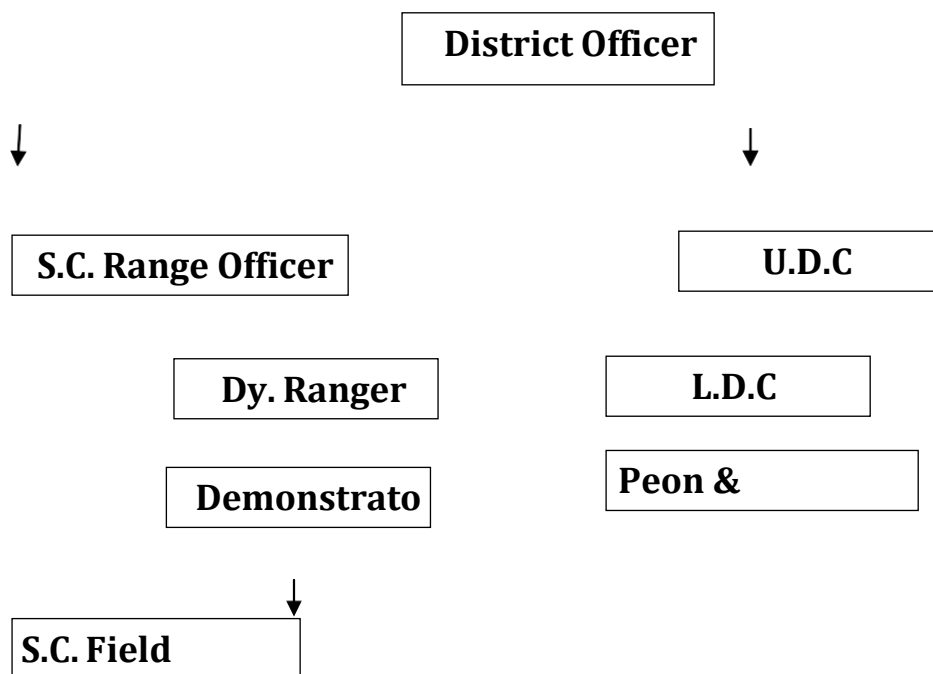 District Officer
S.C. Range Officer
U.D.C
Dy. Ranger
L.D.C
Demonstrato
Peon &
S.C. Field